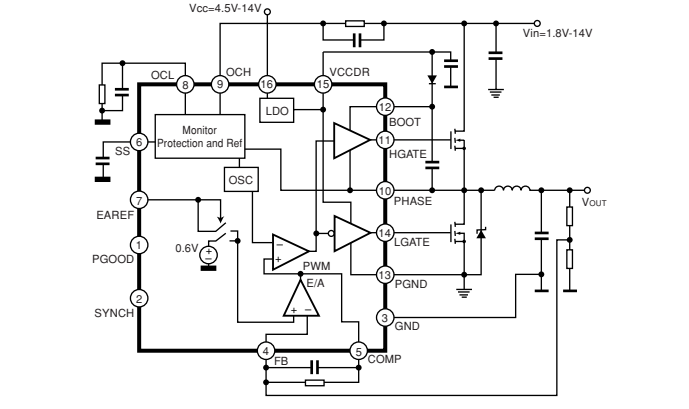 Vcc=4.5V-14V
Vin=1.8V-14V
OCL
OCH
VCCDR
8
9
16
15
LDO
12
BOOT
Monitor
Protection and Ref
11
HGATE
6
SS
OSC
10
PHASE
7
EAREF
VOUT
14
LGATE
1
PGOOD
0.6V
+
−
−
+
PWM
E/A
13
PGND
2
SYNCH
+ −
3
GND
4
FB
5
COMP